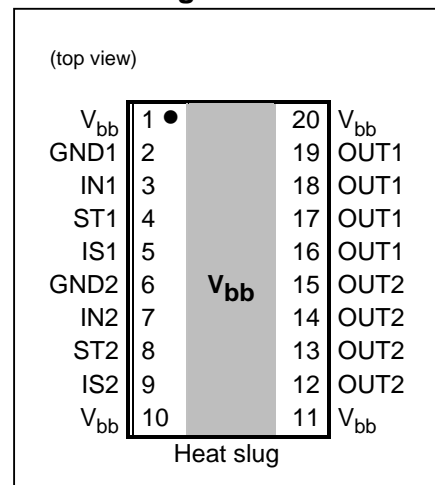 (top view)
Vbb 1 20 Vbb
GND1 2 19 OUT1
IN1 3 18 OUT1
ST1 4 17 OUT1
IS1 5 16 OUT1
GND2 6 Vbb 15 OUT2
IN2 7 14 OUT2
ST2 8 13 OUT2
IS2 9 12 OUT2
Vbb 10 11 Vbb
Heat slug